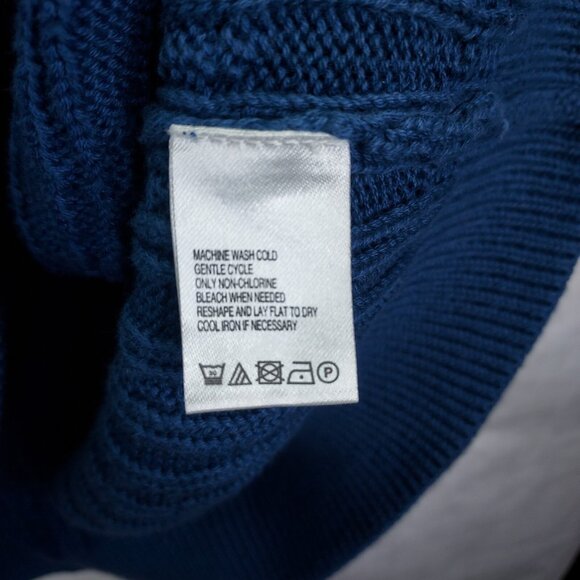 MACHINE WASH COLD
GENTLE CYCLE
ONLY NON-CHLORINE
BLEACH WHEN NEEDED
RESHAPE AND LAY FLAT TO DRY
COOL IRON IF NECESSARY
P